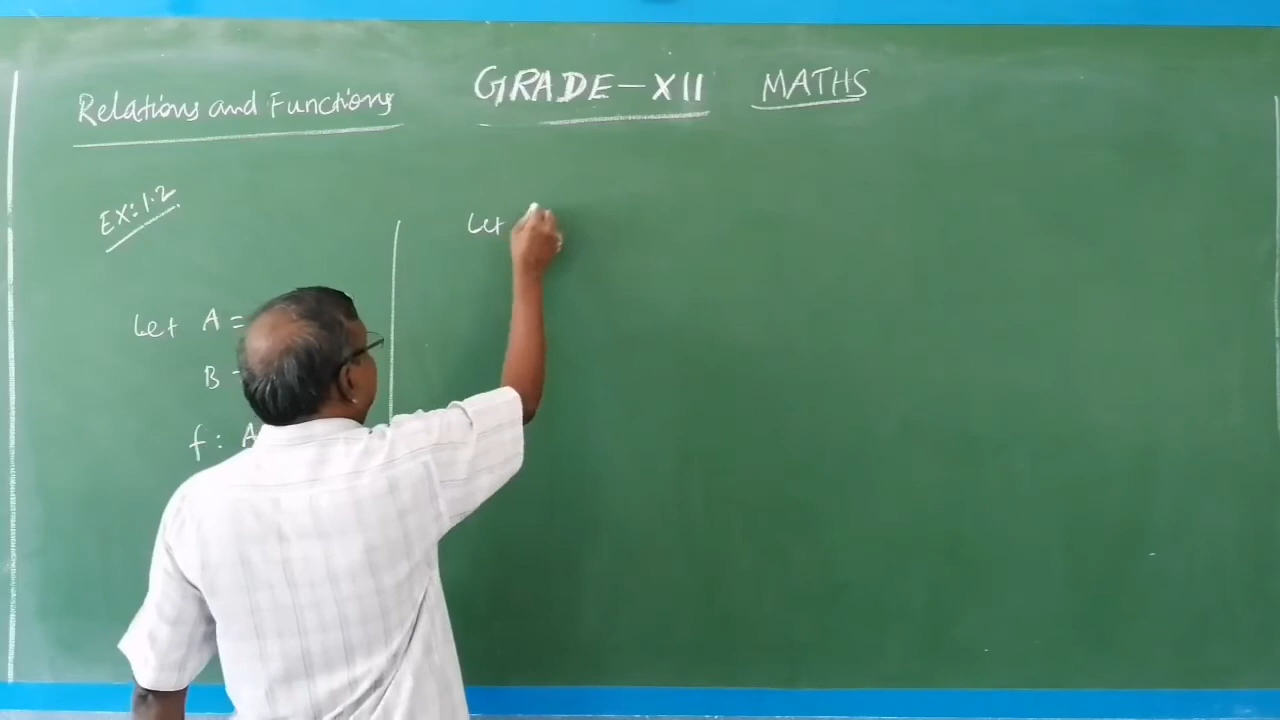 Relations and Functions
GRADE-XII MATHS
EX: 1.2
Let A =
B
f : A
Let